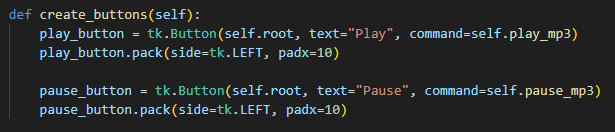 def create_buttons(self):
    play_button = tk.Button(self.root, text="Play", command=self.play_mp3)
    play_button.pack(side=tk.LEFT, padx=10)

    pause_button = tk.Button(self.root, text="Pause", command=self.pause_mp3)
    pause_button.pack(side=tk.LEFT, padx=10)